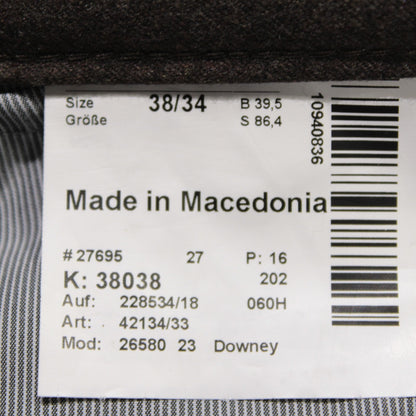 Size 38/34 B 39,5
Größe S 86,4
10940836
Made in Macedonia
# 27695 27 P: 16
K: 38038 202
Auf: 228534/18 060H
Art: 42134/33
Mod: 26580 23 Downey